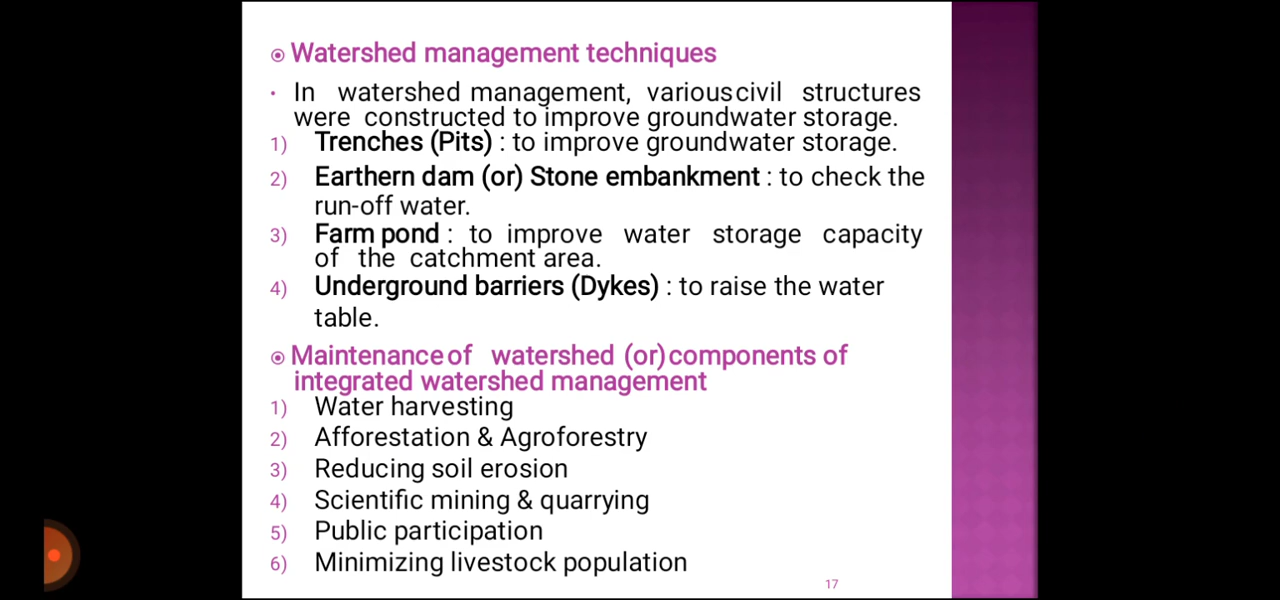 Watershed management techniques
• In watershed management, various civil structures
were constructed to improve groundwater storage.
1) Trenches (Pits) : to improve groundwater storage.
2) Earthern dam (or) Stone embankment : to check the
run-off water.
3) Farm pond : to improve water storage capacity
of the catchment area.
4) Underground barriers (Dykes) : to raise the water
table.
Maintenance of watershed (or) components of
integrated watershed management
1) Water harvesting
2) Afforestation & Agroforestry
3) Reducing soil erosion
4) Scientific mining & quarrying
5) Public participation
6) Minimizing livestock population
17